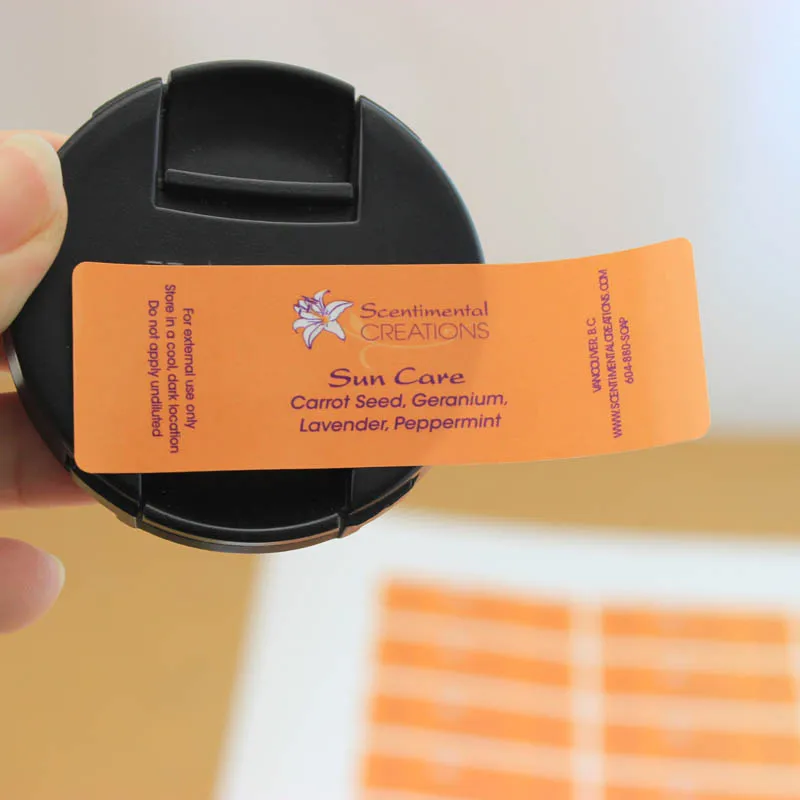 For external use only
Store in a cool, dark location
Do not apply undiluted
Scentimental
CREATIONS
Sun Care
Carrot Seed, Geranium,
Lavender, Peppermint
VANCOUVER, B.C.
WWW.SCENTIMENTALCREATIONS.COM
604-880-SOAP